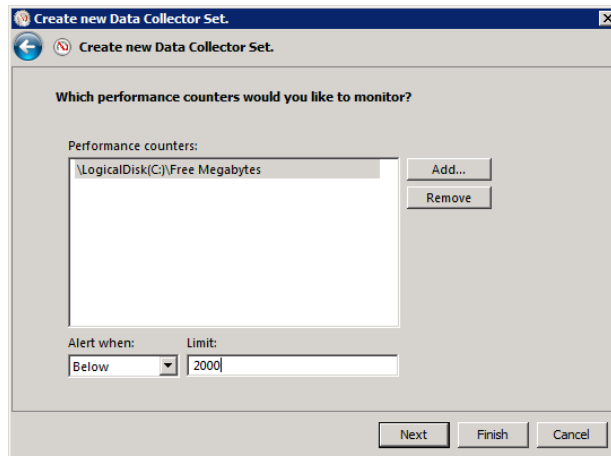 Create new Data Collector Set.
Create new Data Collector Set.
Which performance counters would you like to monitor?
Performance counters:
\LogicalDisk(C:)\Free Megabytes
Add...
Remove
Alert when:
Limit:
Below
2000
Next
Finish
Cancel